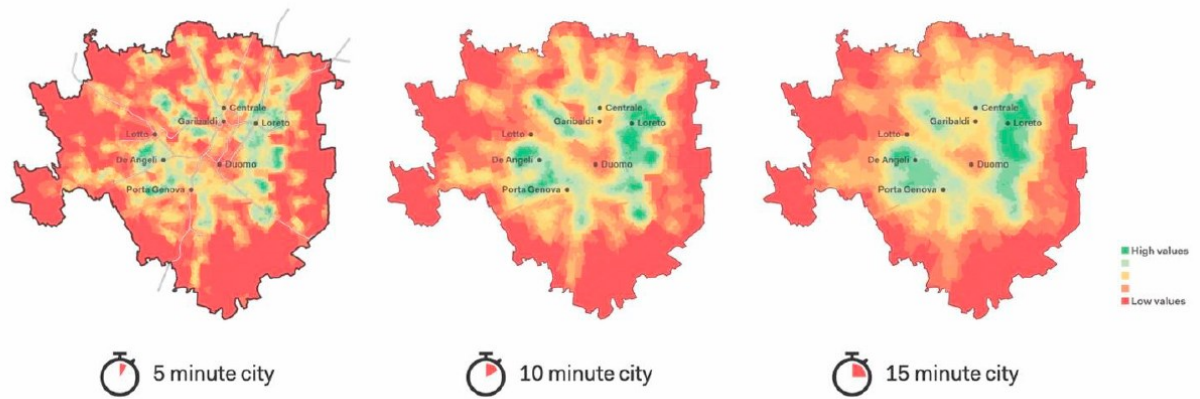 Centrale
Garibaldi
Loreto
Lotto
De Angeli
Duomo
Porta Genova
Centrale
Garibaldi
Loreto
Lotto
De Angeli
Duomo
Porta Genova
Centrale
Garibaldi
Loreto
Lotto
De Angeli
Duomo
Porta Genova
High values
Low values
5 minute city
10 minute city
15 minute city